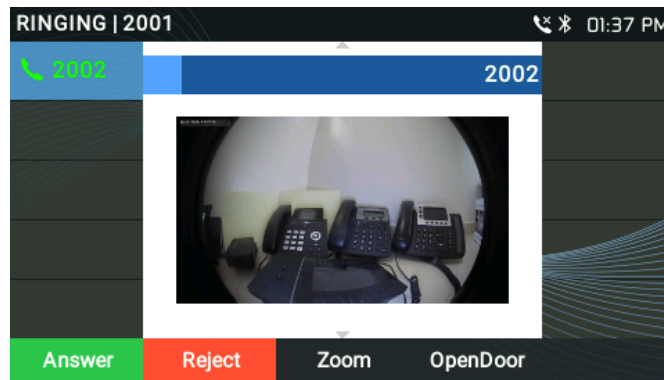 RINGING | 2001
01:37 PM
2002
2002
Answer
Reject
Zoom
OpenDoor